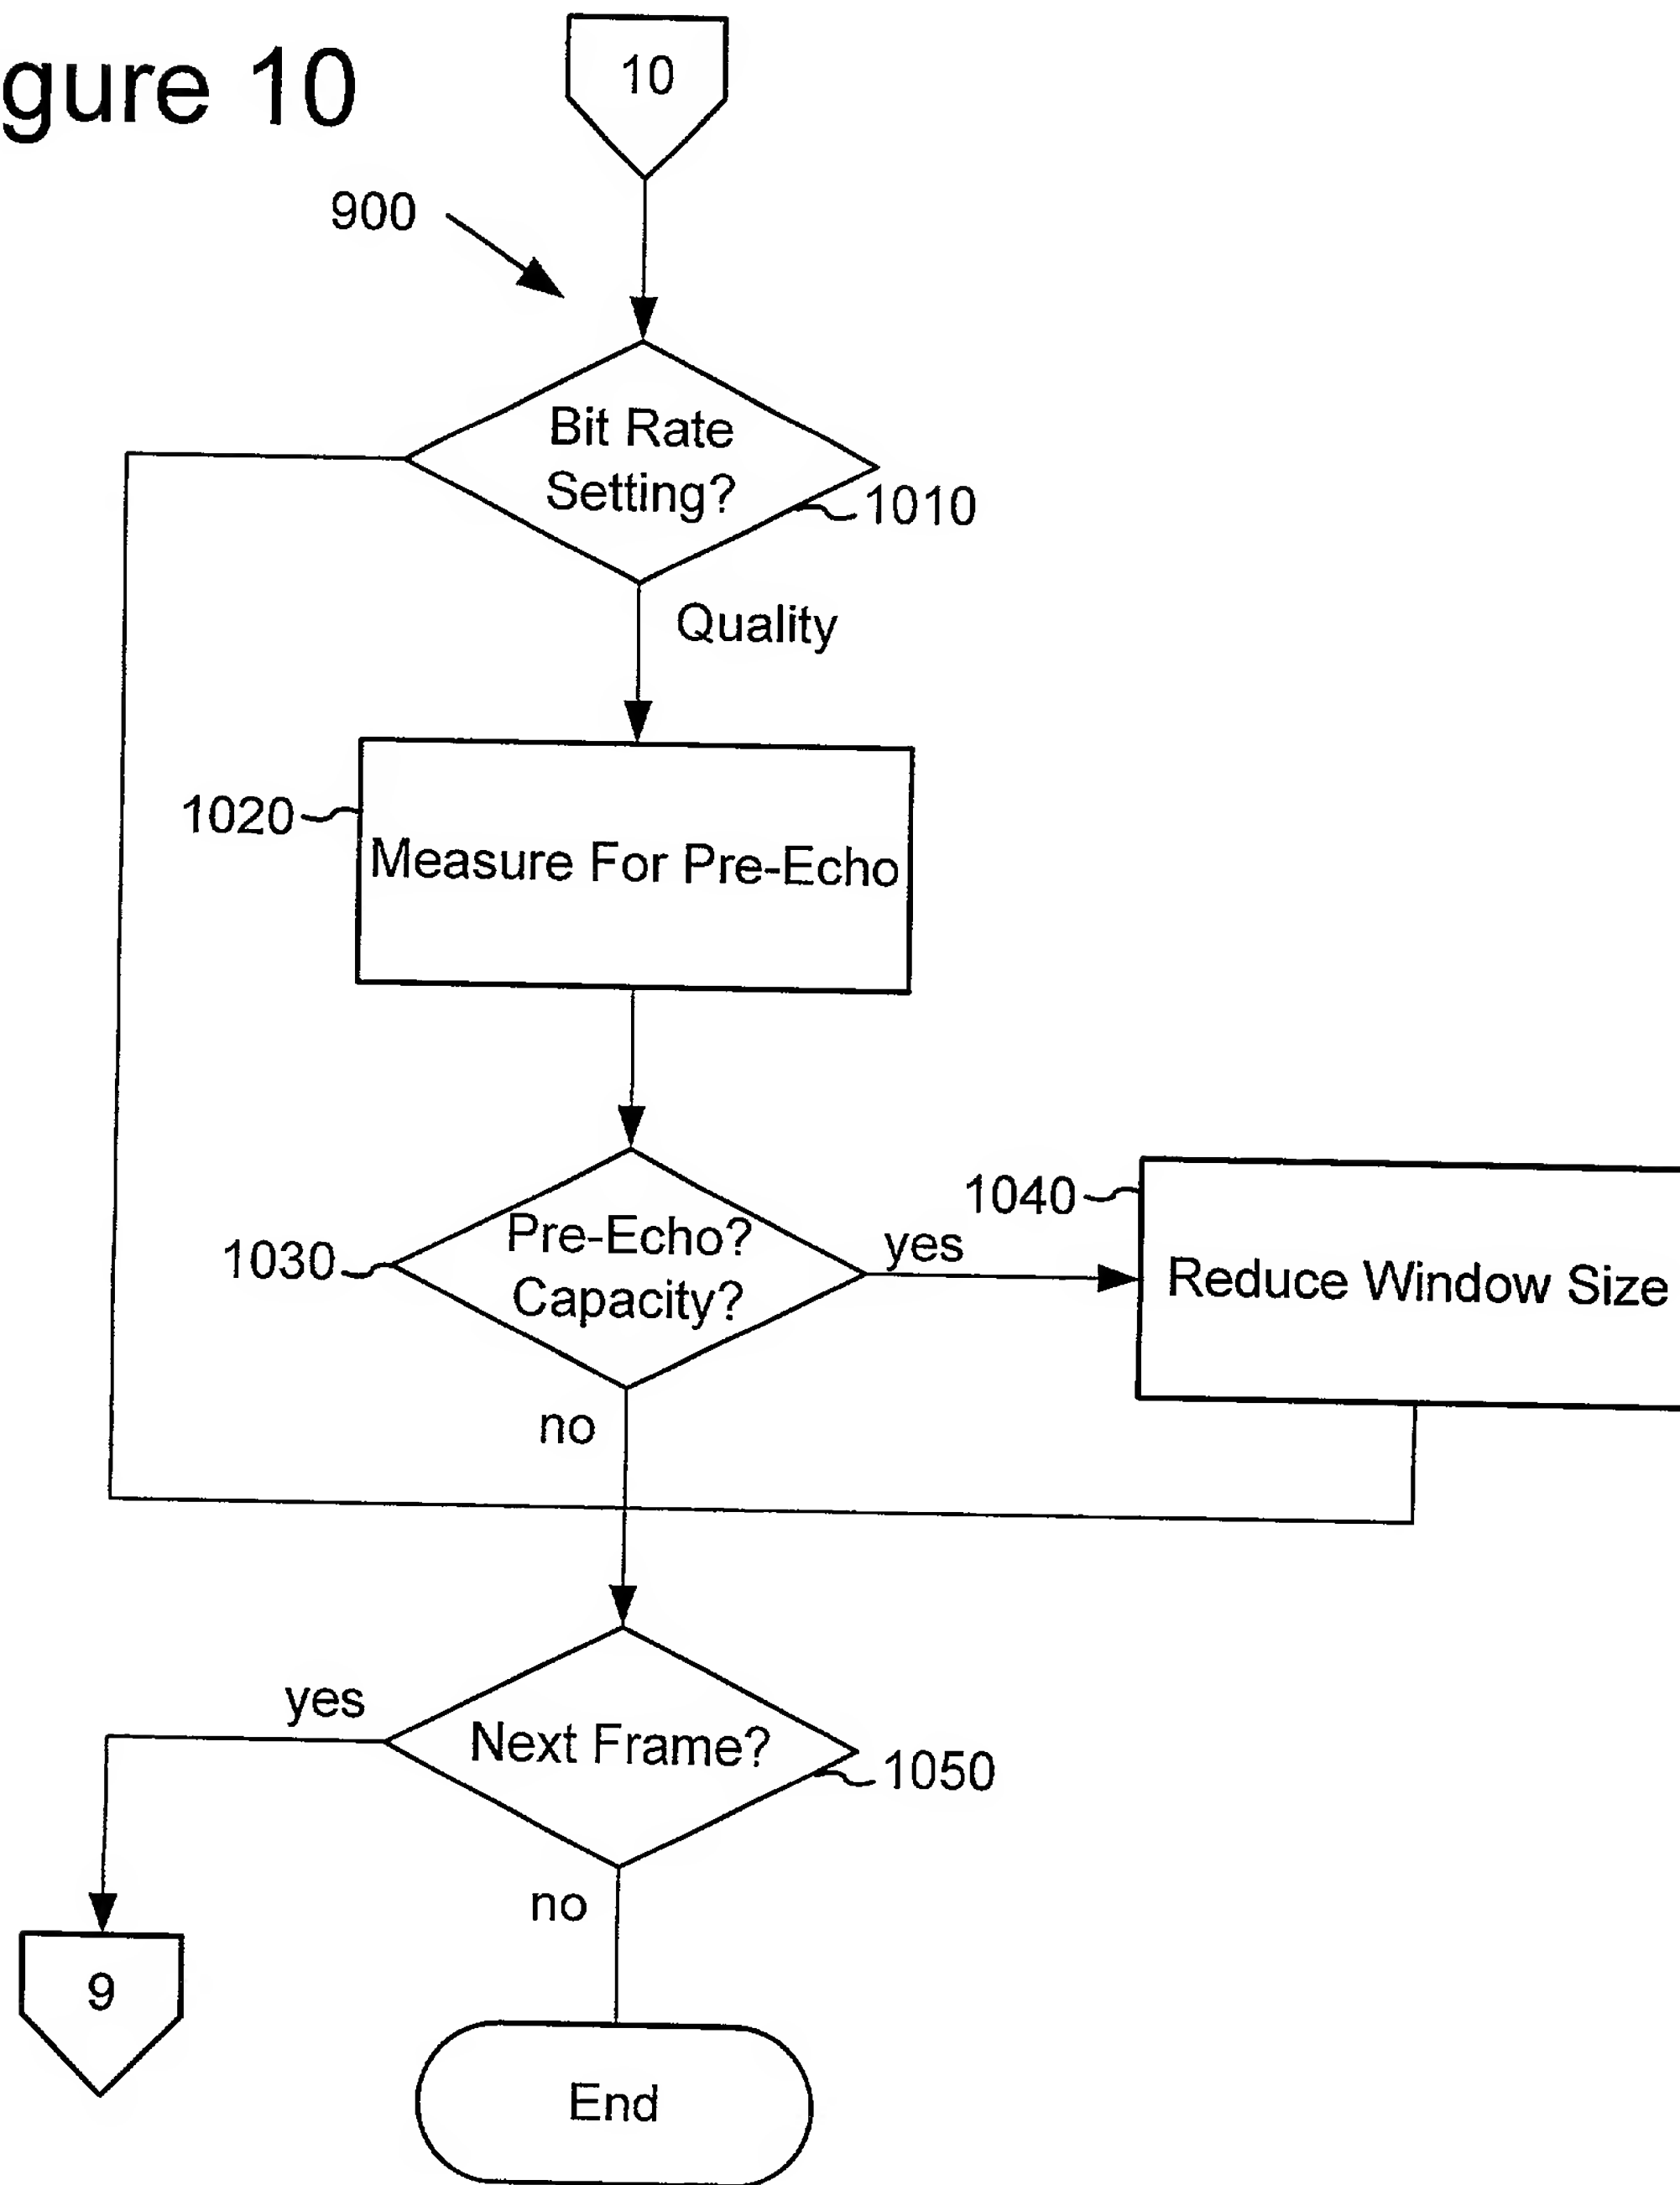 gure 10
10
900
Bit Rate
Setting?
1010
Quality
1020
Measure For Pre-Echo
1030
Pre-Echo?
Capacity?
yes
1040
Reduce Window Size
no
yes
Next Frame?
1050
no
9
End